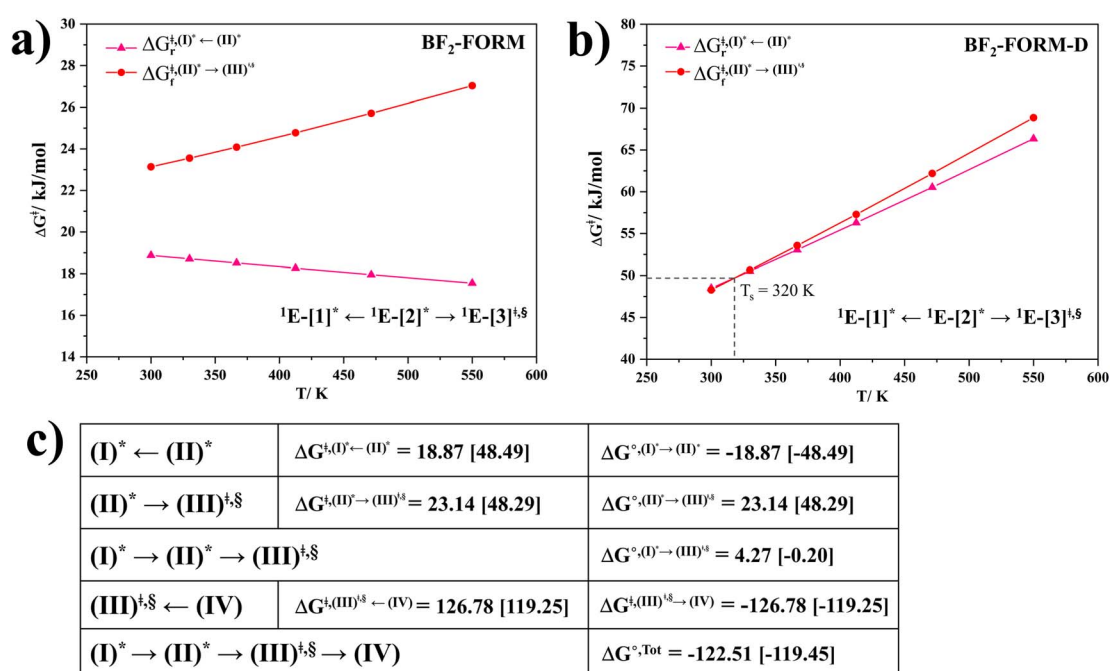 a)
BF₂-FORM
ΔG_r^‡,(I)*←(II)*
ΔG_f^‡,(II)*→(III)^‡,§
30
28
26
24
22
20
18
16
14
ΔG^‡/ kJ/mol
¹E-[1]* ← ¹E-[2]* → ¹E-[3]^‡,§
250 300 350 400 450 500 550 600
T/ K
b)
BF₂-FORM-D
ΔG_r^‡,(I)*←(II)*
ΔG_f^‡,(II)*→(III)^‡,§
80
75
70
65
60
55
50
45
40
ΔG^‡/ kJ/mol
Tₛ = 320 K
¹E-[1]* ← ¹E-[2]* → ¹E-[3]^‡,§
250 300 350 400 450 500 550 600
T/ K
c)
(I)* ← (II)* ΔG^‡,(I)*←(II)* = 18.87 [48.49] ΔG^°,(I)*→(II)* = -18.87 [-48.49]
(II)* → (III)^‡,§ ΔG^‡,(II)*→(III)^‡,§ = 23.14 [48.29] ΔG^°,(II)*→(III)^‡,§ = 23.14 [48.29]
(I)* → (II)* → (III)^‡,§ ΔG^°,(I)*→(III)^‡,§ = 4.27 [-0.20]
(III)^‡,§ ← (IV) ΔG^‡,(III)^‡,§←(IV) = 126.78 [119.25] ΔG^°,(III)^‡,§→(IV) = -126.78 [-119.25]
(I)* → (II)* → (III)^‡,§ → (IV) ΔG^°,Tot = -122.51 [-119.45]